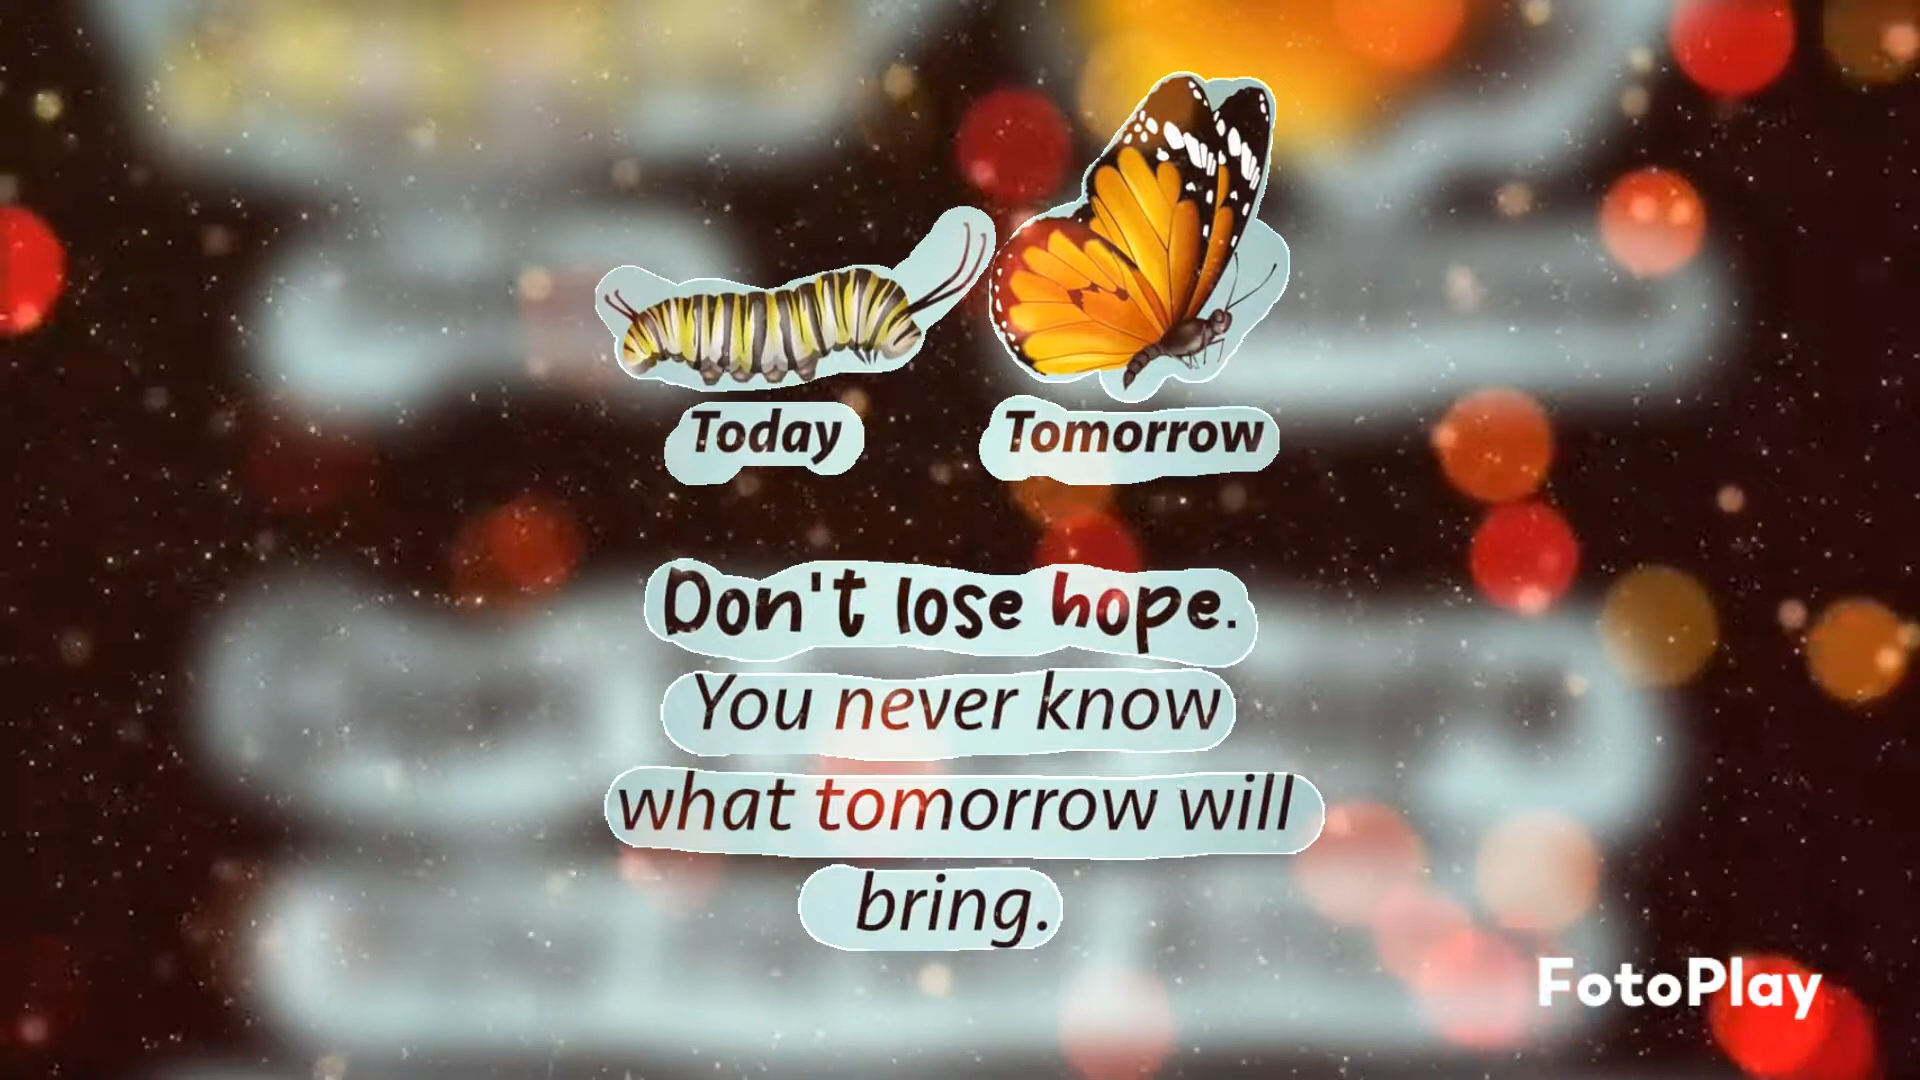 Today
Tomorrow
Don't lose hope.
You never know
what tomorrow will
bring.
FotoPlay